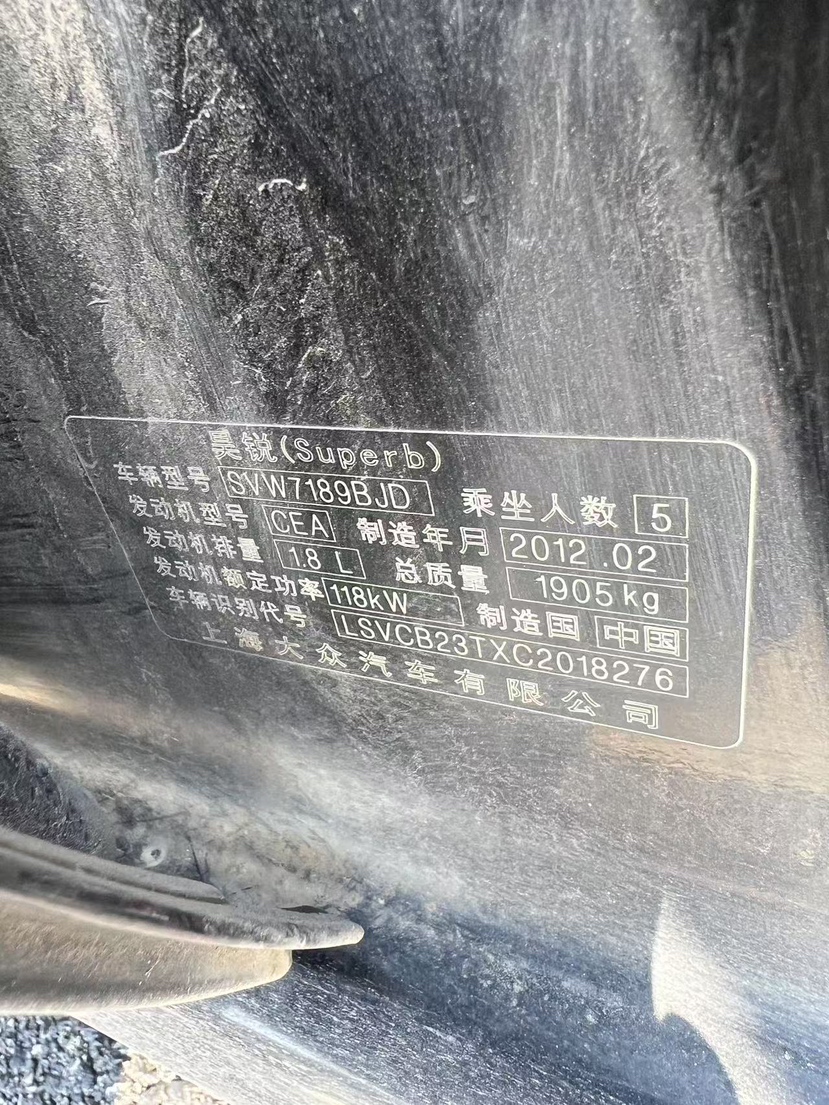 昊锐(Superb)
车辆型号 SVW7189BJD 乘坐人数 5
发动机型号 CEA 制造年月 2012.02
发动机排量 1.8 L 总质量 1905kg
发动机额定功率 118kW 制造国 中国
车辆识别代号 LSVCB23TXC2018276
上海大众汽车有限公司